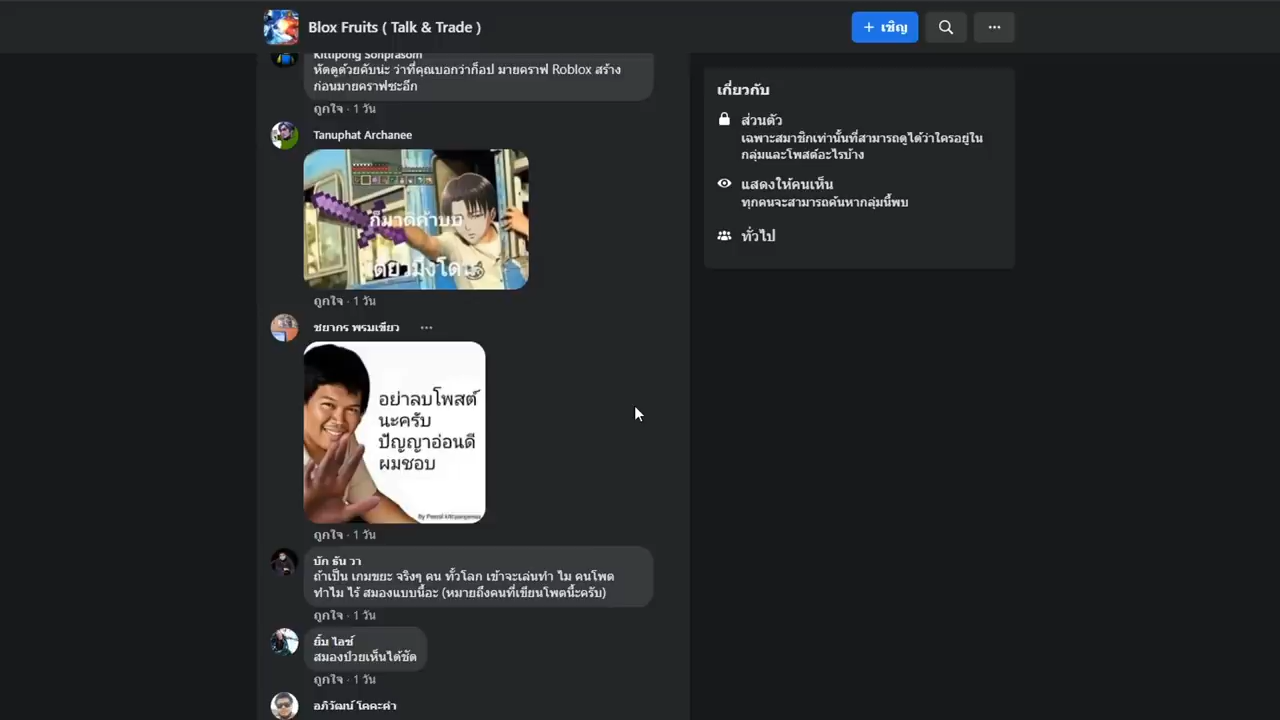 Blox Fruits ( Talk & Trade )
+ เชิญ
Kittipong Sonprasom
หัดดูด้วยคับน่ะ ว่าที่คุณบอกว่าก็อป มายคราฟ Roblox สร้าง
ก่อนมายคราฟซะอีก
ถูกใจ · 1 วัน
Tanuphat Archanee
ก็มาดค้าบบ
เดี๋ยวมึงโดน
ถูกใจ · 1 วัน
ชยากร พรมเขียว
อย่าลบโพสต์
นะครับ
ปัญญาอ่อนดี
ผมชอบ
ถูกใจ · 1 วัน
บัก ธัน วา
ถ้าเป็น เกมขยะ จริงๆ คน ทั้วโลก เข้าจะเล่นทำ ไม คนโพด
ทำไม ไร้ สมองแบบนี้อะ (หมายถึงคนที่เขียนโพดนี้ะครับ)
ถูกใจ · 1 วัน
ยิ้ม ไอซ์
สมองป่วยเห็นได้ชัด
ถูกใจ · 1 วัน
อภิวัฒน์ โคคะคำ
เกี่ยวกับ
ส่วนตัว
เฉพาะสมาชิกเท่านั้นที่สามารถดูได้ว่าใครอยู่ใน
กลุ่มและโพสต์อะไรบ้าง
แสดงให้คนเห็น
ทุกคนจะสามารถค้นหากลุ่มนี้พบ
ทั่วไป